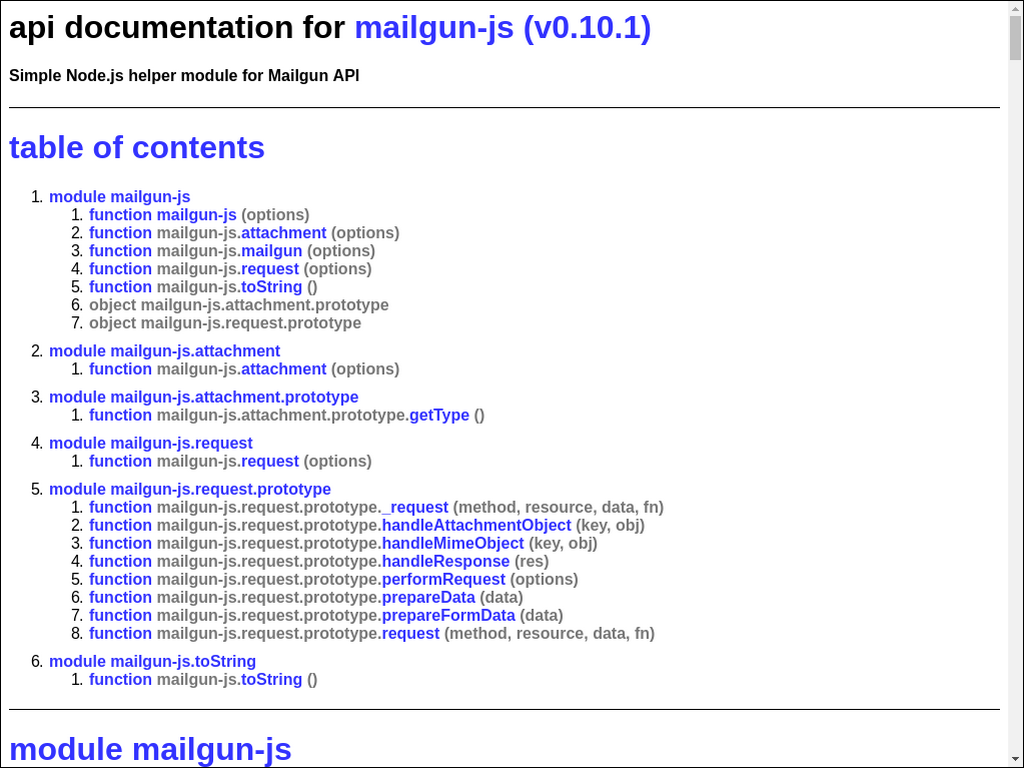 api documentation for mailgun-js (v0.10.1)
Simple Node.js helper module for Mailgun API
table of contents
1. module mailgun-js
1. function mailgun-js (options)
2. function mailgun-js.attachment (options)
3. function mailgun-js.mailgun (options)
4. function mailgun-js.request (options)
5. function mailgun-js.toString ()
6. object mailgun-js.attachment.prototype
7. object mailgun-js.request.prototype
2. module mailgun-js.attachment
1. function mailgun-js.attachment (options)
3. module mailgun-js.attachment.prototype
1. function mailgun-js.attachment.prototype.getType ()
4. module mailgun-js.request
1. function mailgun-js.request (options)
5. module mailgun-js.request.prototype
1. function mailgun-js.request.prototype._request (method, resource, data, fn)
2. function mailgun-js.request.prototype.handleAttachmentObject (key, obj)
3. function mailgun-js.request.prototype.handleMimeObject (key, obj)
4. function mailgun-js.request.prototype.handleResponse (res)
5. function mailgun-js.request.prototype.performRequest (options)
6. function mailgun-js.request.prototype.prepareData (data)
7. function mailgun-js.request.prototype.prepareFormData (data)
8. function mailgun-js.request.prototype.request (method, resource, data, fn)
6. module mailgun-js.toString
1. function mailgun-js.toString ()
module mailgun-js